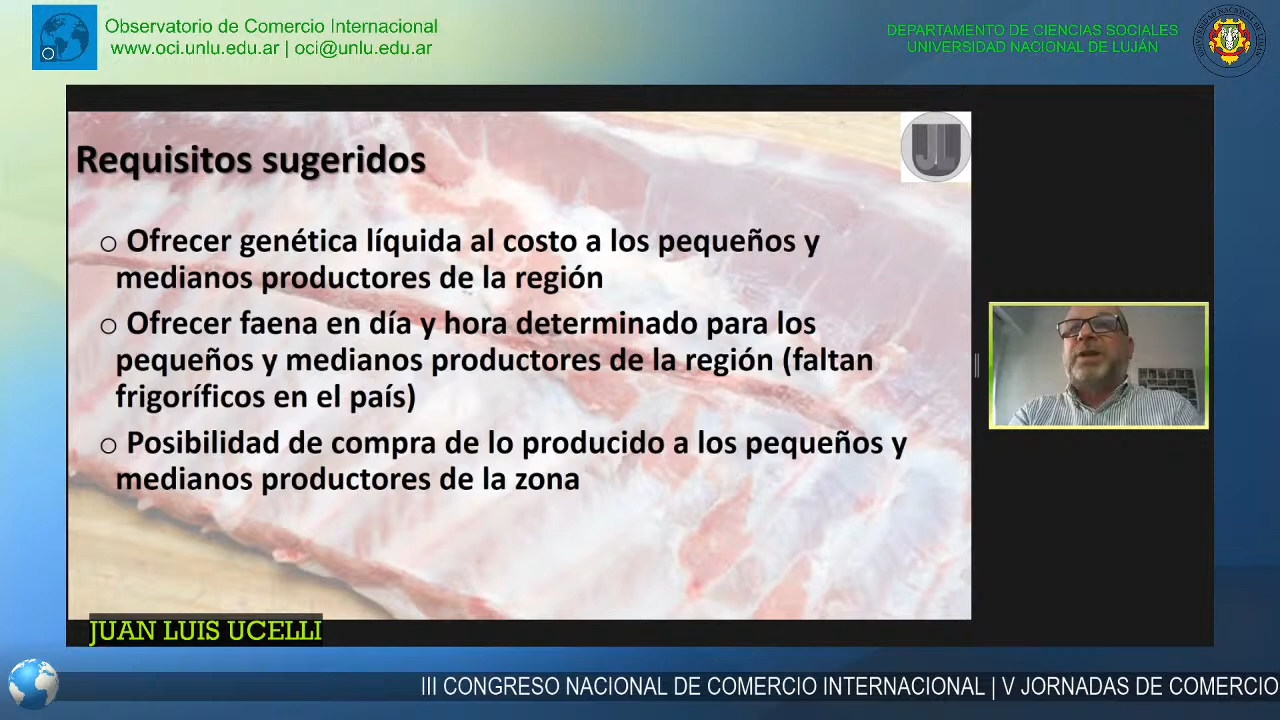 Observatorio de Comercio Internacional
www.oci.unlu.edu.ar | oci@unlu.edu.ar
DEPARTAMENTO DE CIENCIAS SOCIALES
UNIVERSIDAD NACIONAL DE LUJÁN
Requisitos sugeridos
o Ofrecer genética líquida al costo a los pequeños y
medianos productores de la región
o Ofrecer faena en día y hora determinado para los
pequeños y medianos productores de la región (faltan
frigoríficos en el país)
o Posibilidad de compra de lo producido a los pequeños y
medianos productores de la zona
JUAN LUIS UCELLI
III CONGRESO NACIONAL DE COMERCIO INTERNACIONAL | V JORNADAS DE COMERCIO